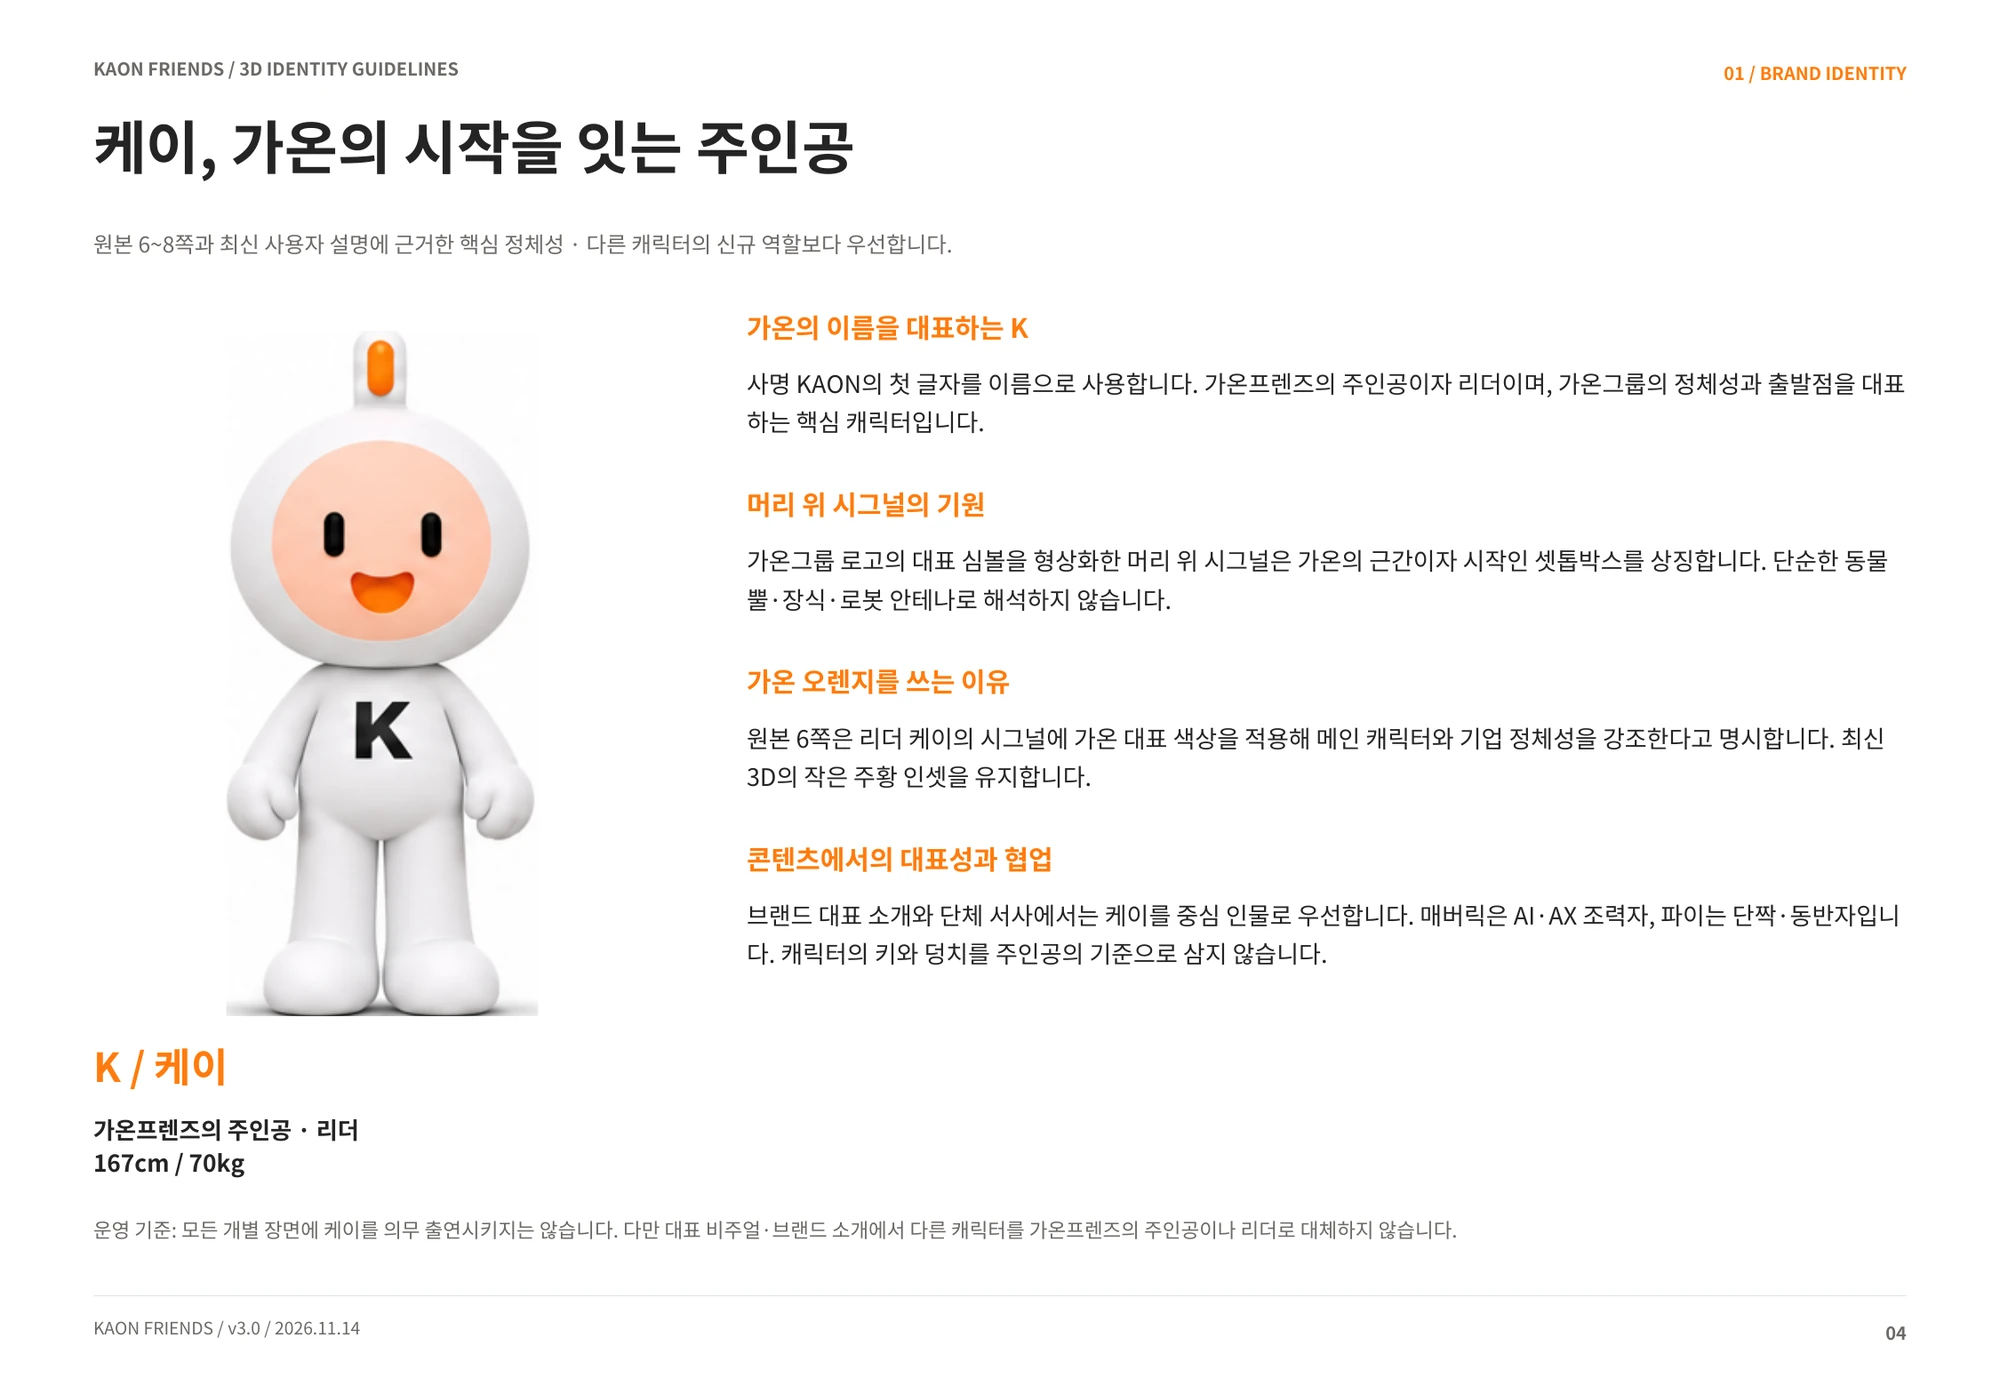 KAON FRIENDS / 3D IDENTITY GUIDELINES
01 / BRAND IDENTITY
케이, 가온의 시작을 잇는 주인공
원본 6~8쪽과 최신 사용자 설명에 근거한 핵심 정체성 · 다른 캐릭터의 신규 역할보다 우선합니다.
K
K / 케이
가온프렌즈의 주인공 · 리더
167cm / 70kg
가온의 이름을 대표하는 K
사명 KAON의 첫 글자를 이름으로 사용합니다. 가온프렌즈의 주인공이자 리더이며, 가온그룹의 정체성과 출발점을 대표
하는 핵심 캐릭터입니다.
머리 위 시그널의 기원
가온그룹 로고의 대표 심볼을 형상화한 머리 위 시그널은 가온의 근간이자 시작인 셋톱박스를 상징합니다. 단순한 동물
뿔·장식·로봇 안테나로 해석하지 않습니다.
가온 오렌지를 쓰는 이유
원본 6쪽은 리더 케이의 시그널에 가온 대표 색상을 적용해 메인 캐릭터와 기업 정체성을 강조한다고 명시합니다. 최신
3D의 작은 주황 인셋을 유지합니다.
콘텐츠에서의 대표성과 협업
브랜드 대표 소개와 단체 서사에서는 케이를 중심 인물로 우선합니다. 매버릭은 AI·AX 조력자, 파이는 단짝·동반자입니
다. 캐릭터의 키와 덩치를 주인공의 기준으로 삼지 않습니다.
운영 기준: 모든 개별 장면에 케이를 의무 출연시키지는 않습니다. 다만 대표 비주얼·브랜드 소개에서 다른 캐릭터를 가온프렌즈의 주인공이나 리더로 대체하지 않습니다.
KAON FRIENDS / v3.0 / 2026.11.14
04